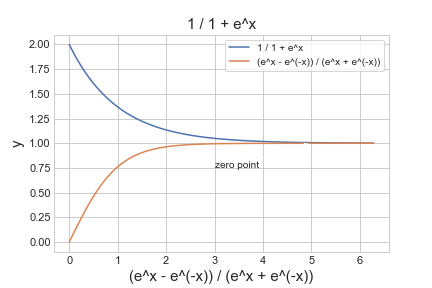 1 / 1 + e^x
2.00
1.75
1.50
1.25
1.00
0.75
0.50
0.25
0.00
y
1 / 1 + e^x
(e^x - e^(-x)) / (e^x + e^(-x))
zero point
0 1 2 3 4 5 6
(e^x - e^(-x)) / (e^x + e^(-x))